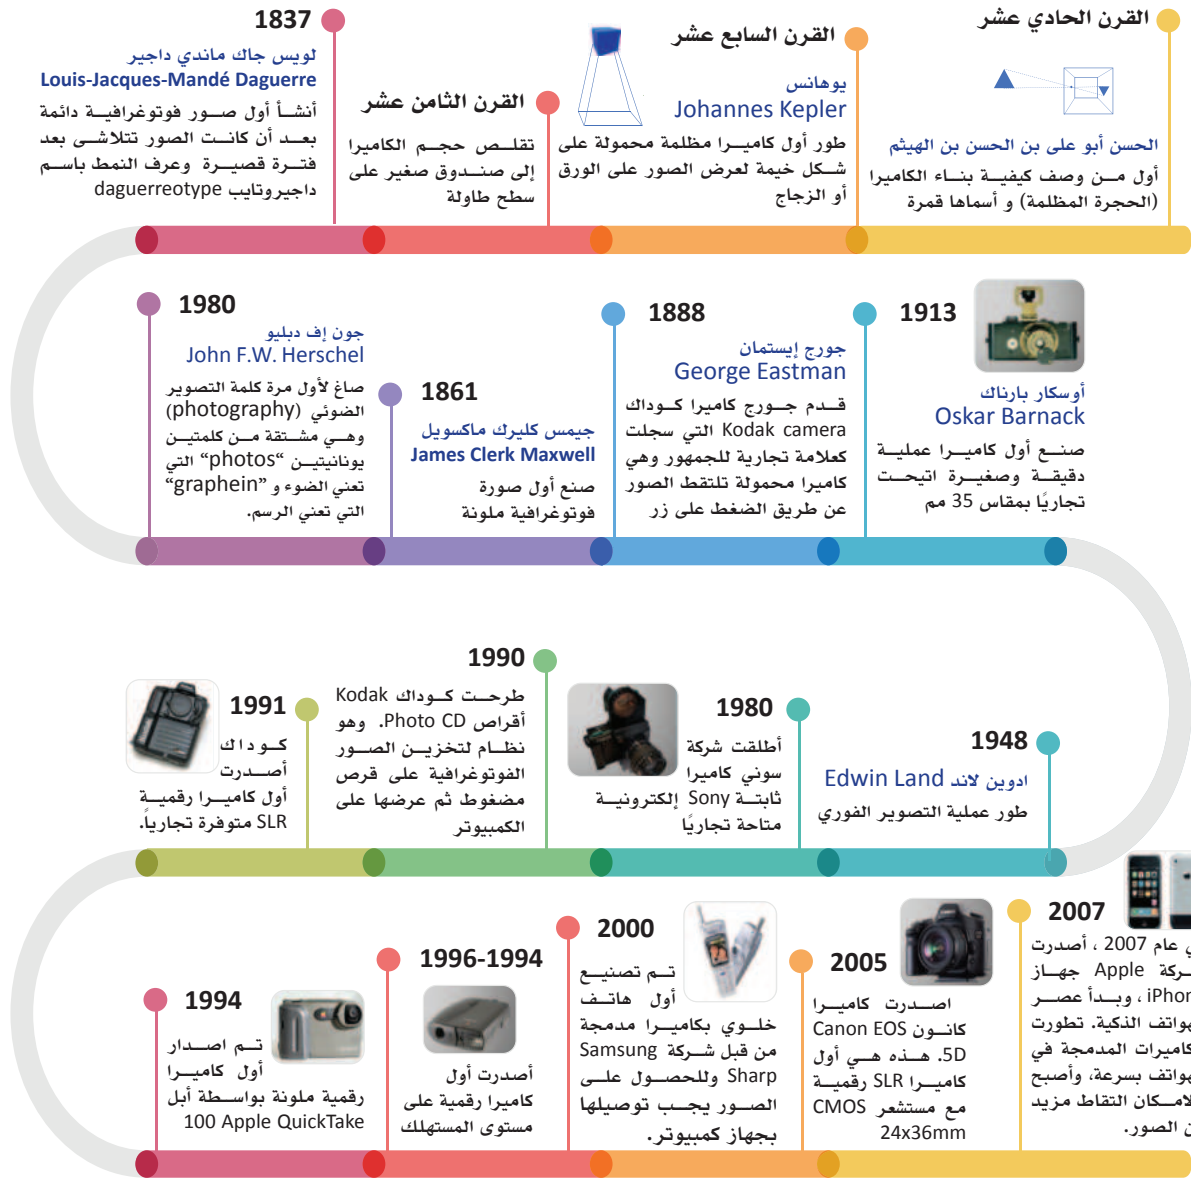 القرن الحادي عشر
الحسن أبو على بن الحسن بن الهيثم
أول من وصف كيفية بناء الكاميرا
(الحجرة المظلمة) و أسماها قمرة
القرن السابع عشر
يوهانس
Johannes Kepler
طور أول كاميرا مظلمة محمولة على
شكل خيمة لعرض الصور على الورق
أو الزجاج
القرن الثامن عشر
تقلص حجم الكاميرا
إلى صندوق صغير على
سطح طاولة
1837
لويس جاك ماندي داجير
Louis-Jacques-Mandé Daguerre
أنشأ أول صور فوتوغرافية دائمة
بعد أن كانت الصور تتلاشى بعد
فترة قصيرة وعرف النمط باسم
داجيروتايب daguerreotype
1980
جون إف دبليو
John F.W. Herschel
صاغ لأول مرة كلمة التصوير
الضوئي (photography)
وهي مشتقة من كلمتين
يونانيتين “photos” التي
تعني الضوء و “graphein”
التي تعني الرسم.
1861
جيمس كليرك ماكسويل
James Clerk Maxwell
صنع أول صورة
فوتوغرافية ملونة
1888
جورج إيستمان
George Eastman
قدم جورج كاميرا كوداك
Kodak camera التي سجلت
كعلامة تجارية للجمهور وهي
كاميرا محمولة تلتقط الصور
عن طريق الضغط على زر
1913
أوسكار بارناك
Oskar Barnack
صنع أول كاميرا عملية
دقيقة وصغيرة اتيحت
تجاريًا بمقاس 35 مم
1948
ادوين لاند Edwin Land
طور عملية التصوير الفوري
1980
أطلقت شركة
سوني كاميرا
ثابتة Sony إلكترونية
متاحة تجاريًا
1990
طرحت كوداك Kodak
أقراص Photo CD. وهو
نظام لتخزين الصور
الفوتوغرافية على قرص
مضغوط ثم عرضها على
الكمبيوتر
1991
كوداك
أصدرت
أول كاميرا رقمية
SLR متوفرة تجارياً.
1994
تم اصدار
أول كاميرا
رقمية ملونة بواسطة أبل
100 Apple QuickTake
1996-1994
أصدرت أول
كاميرا رقمية على
مستوى المستهلك
2000
تم تصنيع
أول هاتف
خلوي بكاميرا مدمجة
من قبل شركة Samsung
Sharp وللحصول على
الصور يجب توصيلها
بجهاز كمبيوتر.
2005
اصدرت كاميرا
كانون Canon EOS
5D. هذه هي أول
كاميرا SLR رقمية
مع مستشعر CMOS
24x36mm
2007
عام 2007 ، أصدرت
Apple جهاز
، وبدأ عصر
الذكية. تطورت
المدمجة في
بسرعة، وأصبح
التقاط مزيد
الصور.